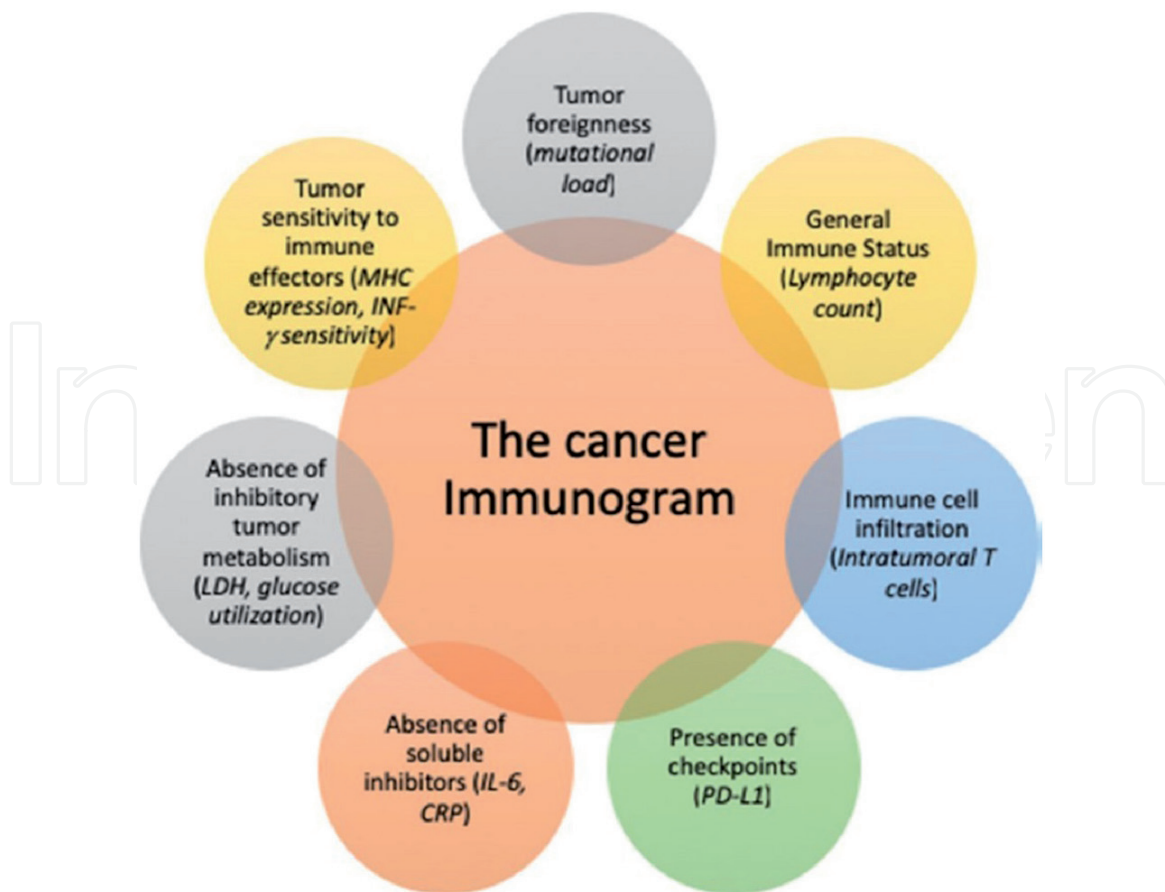 Tumor
foreignness
(mutational
load)
General
Immune Status
(Lymphocyte
count)
Immune cell
infiltration
(Intratumoral T
cells)
Presence of
checkpoints
(PD-L1)
Absence of
soluble
inhibitors (IL-6,
CRP)
Absence of
inhibitory
tumor
metabolism
(LDH, glucose
utilization)
Tumor
sensitivity to
immune
effectors (MHC
expression, INF-
γ sensitivity)
The cancer
Immunogram